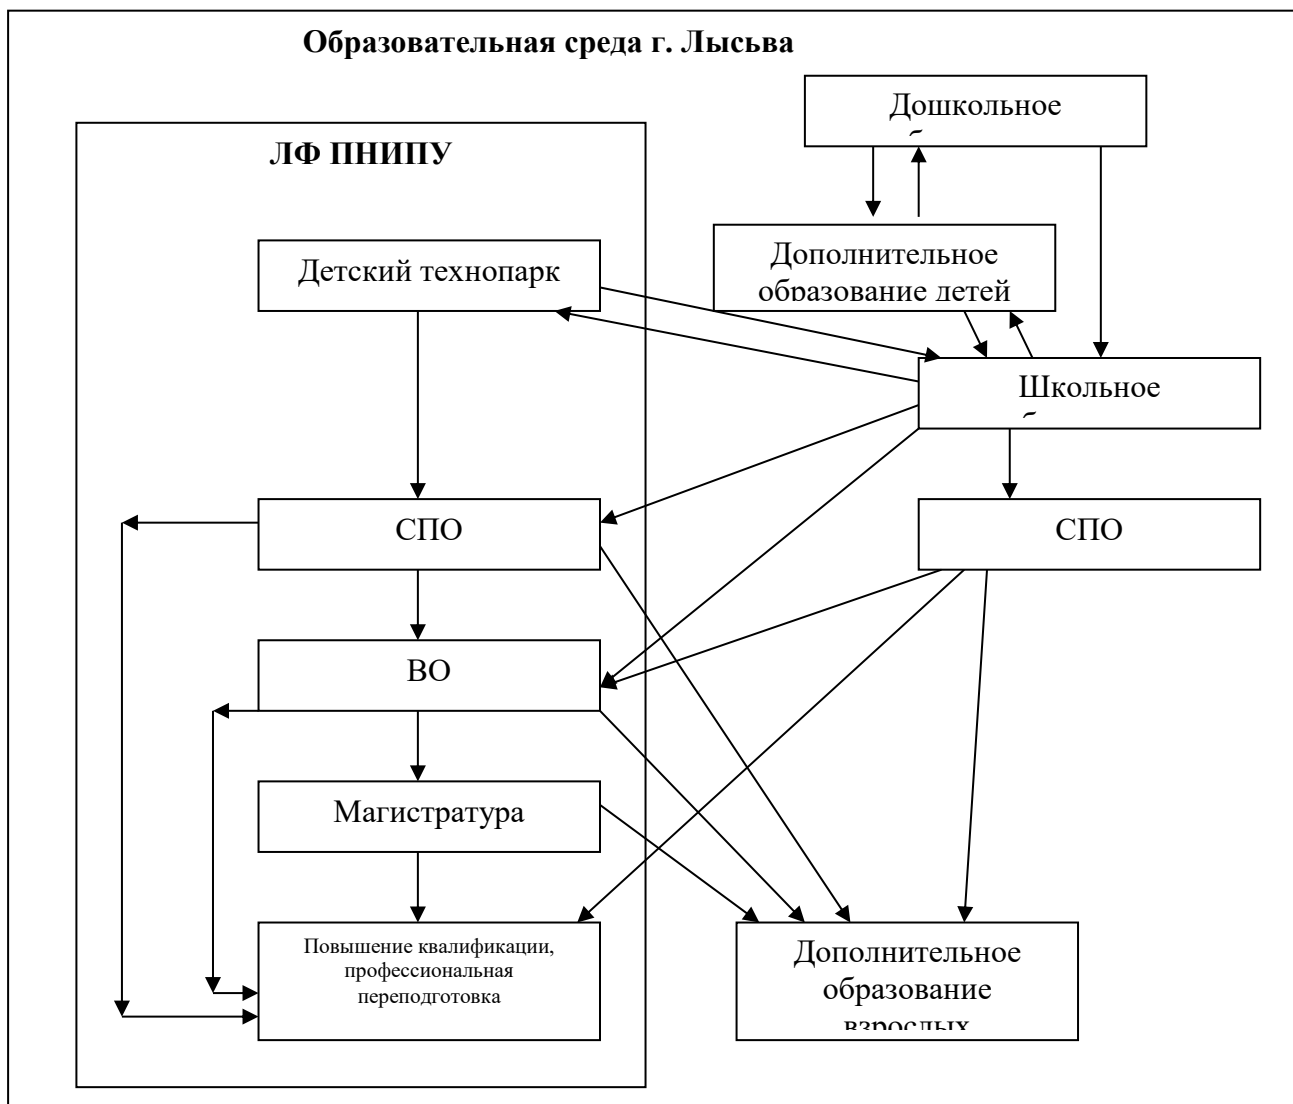 Образовательная среда г. Лысьва
Дошкольное
ЛФ ПНИПУ
Детский технопарк
Дополнительное
образование детей
Школьное
СПО
СПО
ВО
Магистратура
Повышение квалификации,
профессиональная
переподготовка
Дополнительное
образование
взрослых